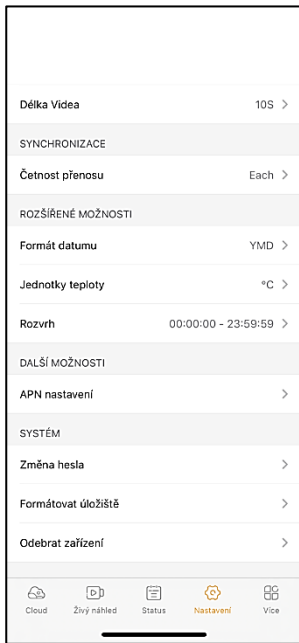 Délka Videa 10S
SYNCHRONIZACE
Četnost přenosu Each
ROZŠÍŘENÉ MOŽNOSTI
Formát datumu YMD
Jednotky teploty °C
Rozvrh 00:00:00 - 23:59:59
DALŠÍ MOŽNOSTI
APN nastavení
SYSTÉM
Změna hesla
Formátovat úložiště
Odebrat zařízení
Cloud Živý náhled Status Nastavení Více